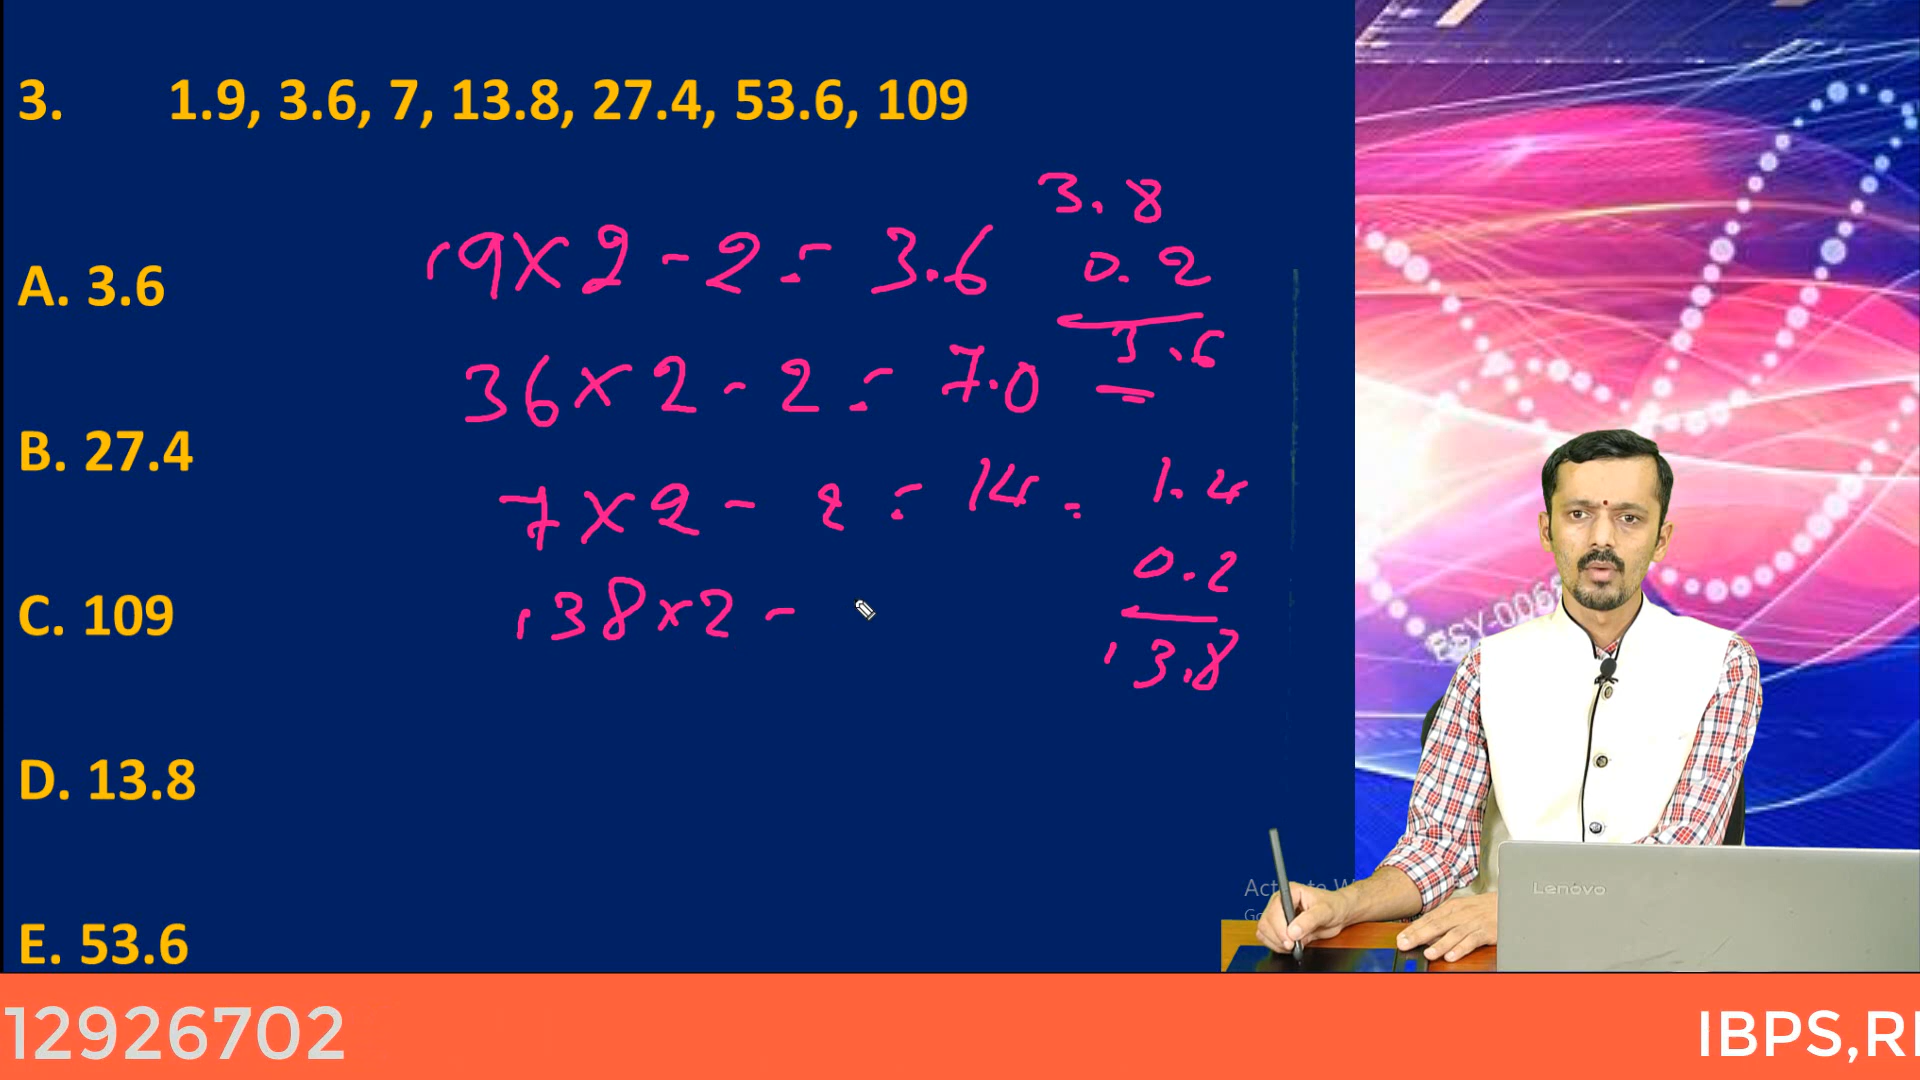 3. 1.9, 3.6, 7, 13.8, 27.4, 53.6, 109
A. 3.6
B. 27.4
C. 109
D. 13.8
E. 53.6
19×2-2= 3.6
3.8
0.2
3.6
36×2-2= 7.0 =
7×2-2= 14=
1.4
0.2
13.8
138×2-
ESY-006
Lenovo
12926702
IBPS,R